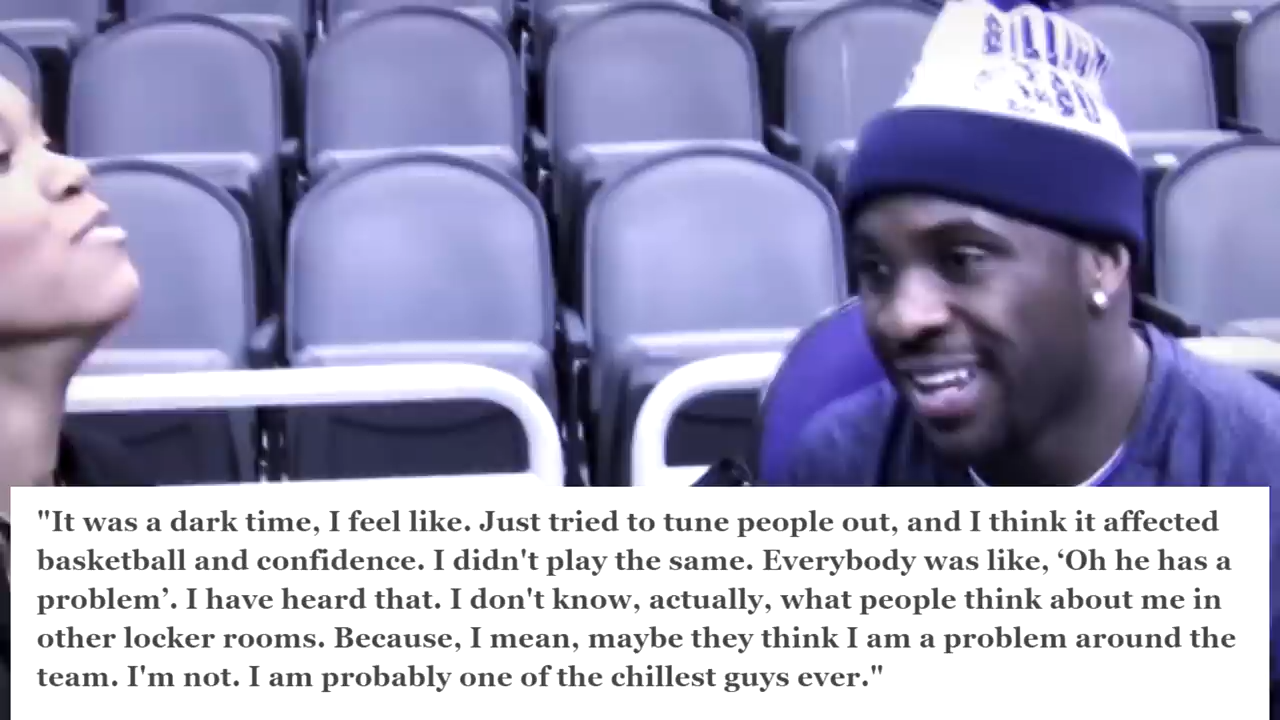 "It was a dark time, I feel like. Just tried to tune people out, and I think it affected
basketball and confidence. I didn't play the same. Everybody was like, ‘Oh he has a
problem’. I have heard that. I don't know, actually, what people think about me in
other locker rooms. Because, I mean, maybe they think I am a problem around the
team. I'm not. I am probably one of the chillest guys ever."